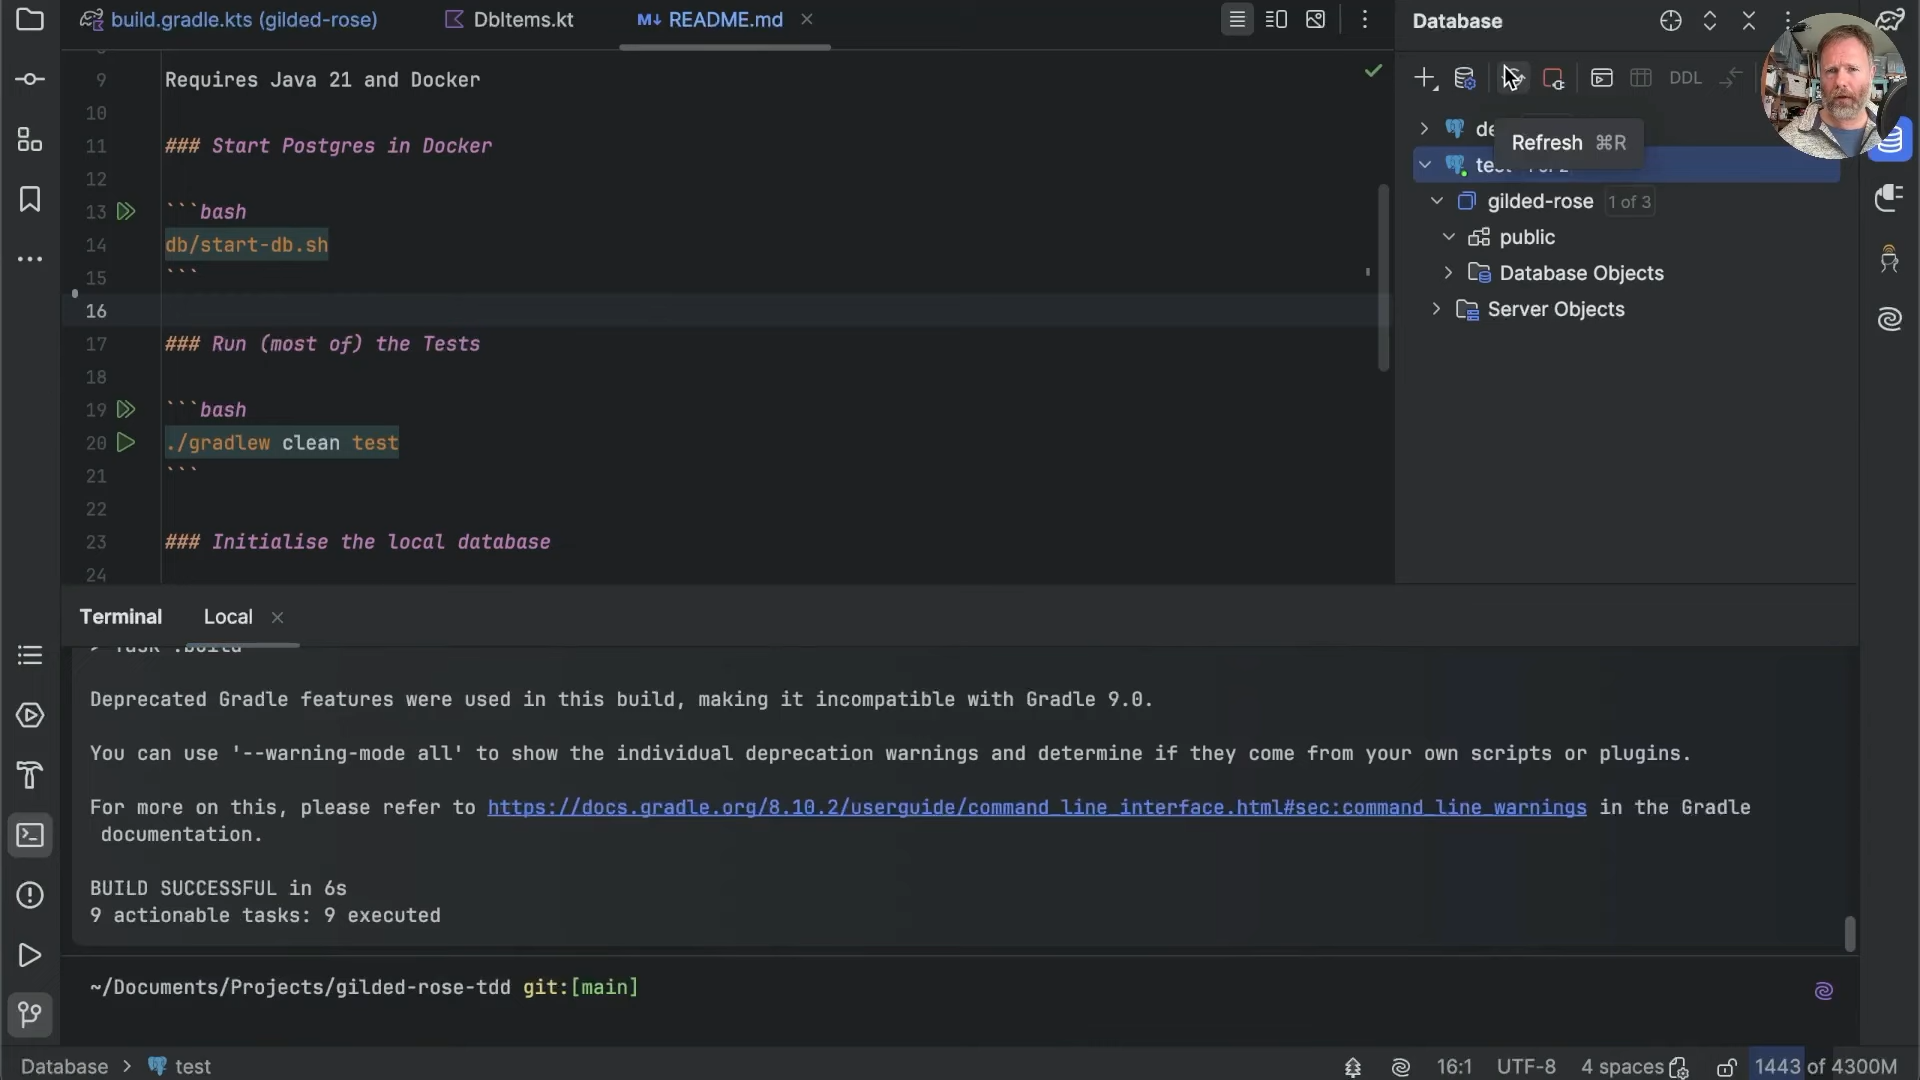 build.gradle.kts (gilded-rose)
DbItems.kt
README.md
Database
9 Requires Java 21 and Docker
10
11 ### Start Postgres in Docker
12
13 ```bash
14 db/start-db.sh
15 ```
16
17 ### Run (most of) the Tests
18
19 ```bash
20 ./gradlew clean test
21 ```
22
23 ### Initialise the local database
24
DDL
Refresh ⌘R
gilded-rose 1 of 3
public
Database Objects
Server Objects
Terminal Local
Deprecated Gradle features were used in this build, making it incompatible with Gradle 9.0.
You can use '--warning-mode all' to show the individual deprecation warnings and determine if they come from your own scripts or plugins.
For more on this, please refer to https://docs.gradle.org/8.10.2/userguide/command_line_interface.html#sec:command_line_warnings in the Gradle
documentation.
BUILD SUCCESSFUL in 6s
9 actionable tasks: 9 executed
~/Documents/Projects/gilded-rose-tdd git:[main]
Database > test
16:1 UTF-8 4 spaces 1443 of 4300M